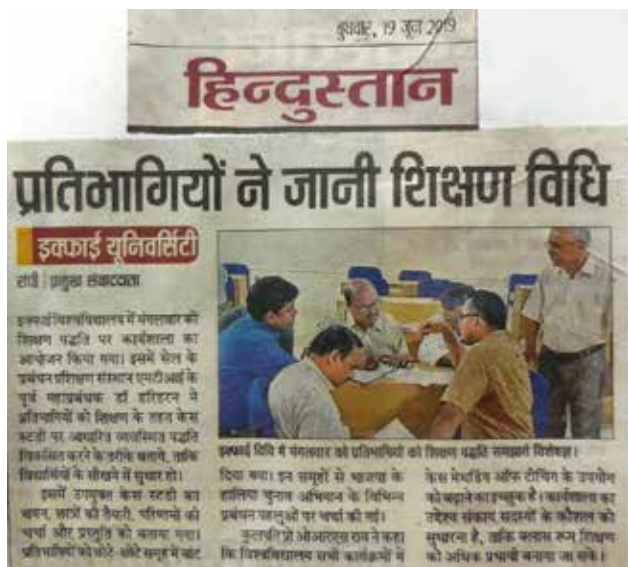 बुधवार, 19 जून 2019
हिन्दुस्तान
प्रतिभागियों ने जानी शिक्षण विधि
इक्फाई यूनिवर्सिटी
रांची | प्रमुख संवाददाता
इक्फाई विश्वविद्यालय में मंगलवार को
शिक्षण पद्धति पर कार्यशाला का
आयोजन किया गया। इसमें सेल के
प्रबंधन प्रशिक्षण संस्थान एमटीआई के
पूर्व महाप्रबंधक डॉ हरिहरन ने
प्रतिभागियों को शिक्षण के तहत केस
स्टडी पर आधारित व्यवस्थित पद्धति
विकसित करने के तरीके बताये, ताकि
विद्यार्थियों के सीखने में सुधार हो।
इसमें उपयुक्त केस स्टडी का
चयन, छात्रों की तैयारी, परिणामों की
चर्चा और प्रस्तुति को बताया गया।
प्रतिभागियों को छोटे-छोटे समूह में बांट
इक्फाई विवि में मंगलवार को प्रतिभागियों को शिक्षण पद्धति समझाते विशेषज्ञ।
दिया गया। इन समूहों से भाजपा के
हालिया चुनाव अभियान के विभिन्न
प्रबंधन पहलुओं पर चर्चा की गई।
कुलपति प्रो ओआरएस राव ने कहा
कि विश्वविद्यालय सभी कार्यक्रमों में
केस मेथडिंग ऑफ टीचिंग के उपयोग
को बढ़ाने का इच्छुक है। कार्यशाला का
उद्देश्य संकाय सदस्यों के कौशल को
सुधारना है, ताकि क्लास रूम शिक्षण
को अधिक प्रभावी बनाया जा सके।